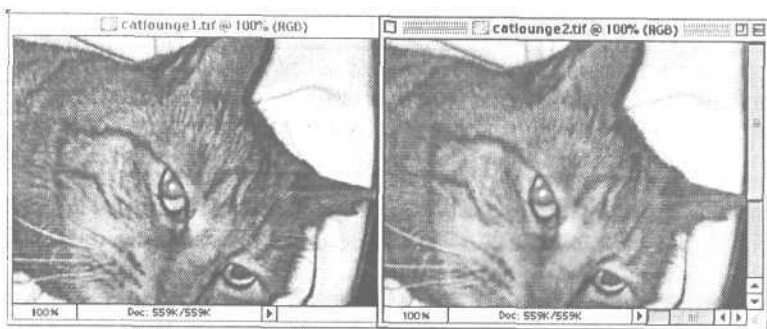 catlounge1.tif @ 100% (RGB)
catlounge2.tif @ 100% (RGB)
100% Doc: 559K/559K
100% Doc: 559K/559K